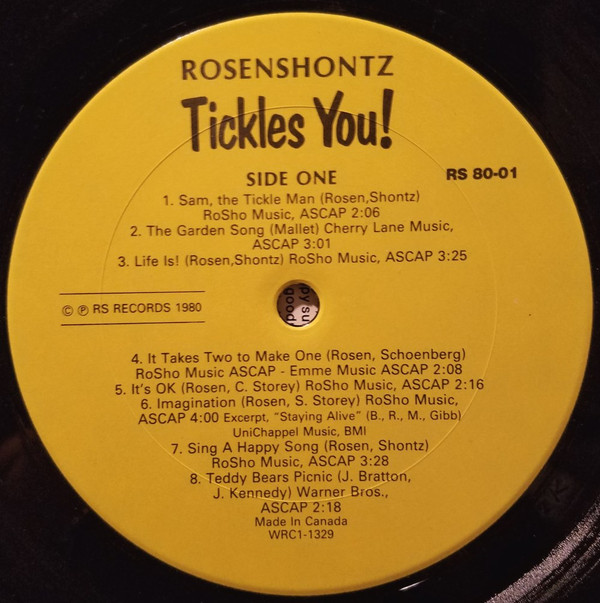 ROSENSHONTZ
Tickles You!
SIDE ONE
RS 80-01
1. Sam, the Tickle Man (Rosen,Shontz)
RoSho Music, ASCAP 2:06
2. The Garden Song (Mallet) Cherry Lane Music,
ASCAP 3:01
3. Life Is! (Rosen,Shontz) RoSho Music, ASCAP 3:25
© ℗ RS RECORDS 1980
py su
good
4. It Takes Two to Make One (Rosen, Schoenberg)
RoSho Music ASCAP - Emme Music ASCAP 2:08
5. It's OK (Rosen, C. Storey) RoSho Music, ASCAP 2:16
6. Imagination (Rosen, S. Storey) RoSho Music,
ASCAP 4:00 Excerpt, "Staying Alive" (B., R., M., Gibb)
UniChappel Music, BMI
7. Sing A Happy Song (Rosen, Shontz)
RoSho Music, ASCAP 3:28
8. Teddy Bears Picnic (J. Bratton,
J. Kennedy) Warner Bros.,
ASCAP 2:18
Made In Canada
WRC1-1329